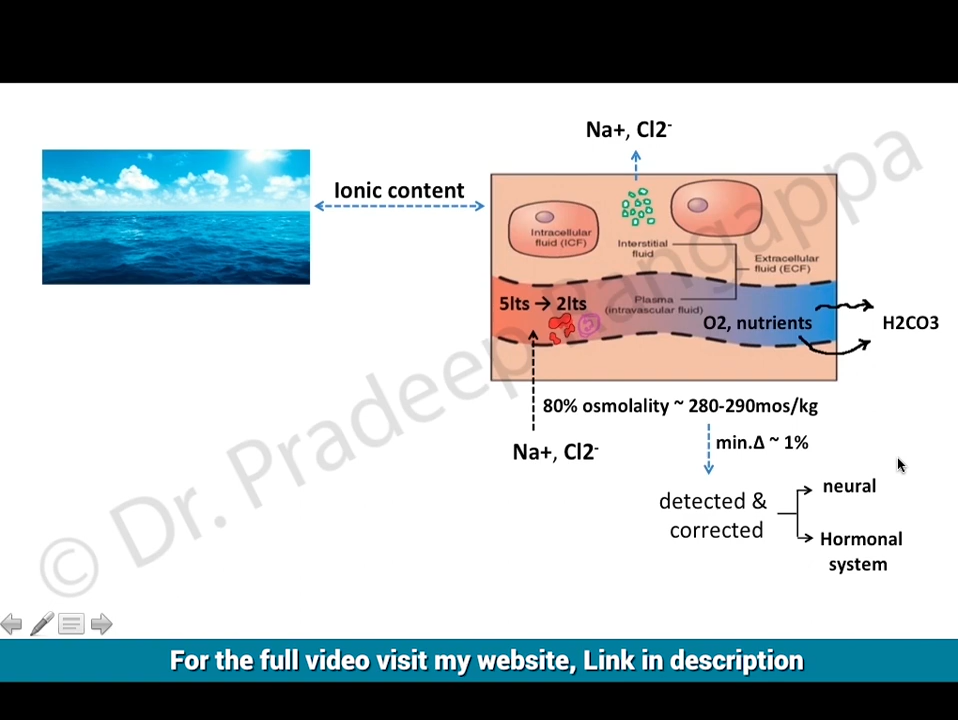 Na+, Cl2-
Ionic content
Intracellular
fluid (ICF)
Interstitial
fluid
Extracellular
fluid (ECF)
5lts → 2lts
Plasma
(intravascular fluid)
O2, nutrients
H2CO3
80% osmolality ~ 280-290mos/kg
Na+, Cl2-
min.Δ ~ 1%
detected &
corrected
neural
Hormonal
system
© Dr. Pradeep Rangappa
For the full video visit my website, Link in description